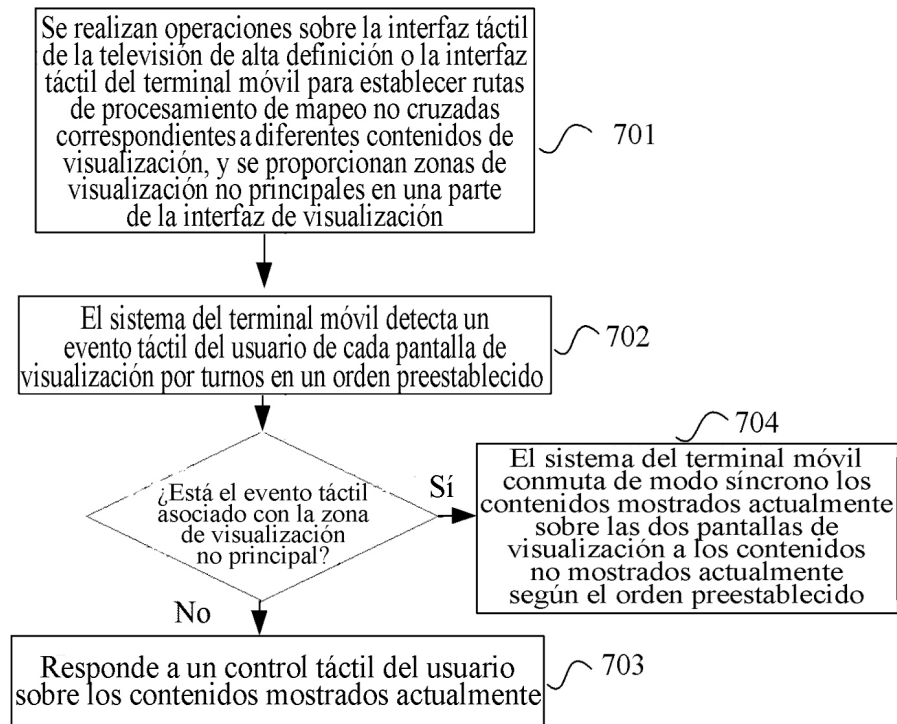 Se realizan operaciones sobre la interfaz táctil
de la televisión de alta definición o la interfaz
táctil del terminal móvil para establecer rutas
de procesamiento de mapeo no cruzadas
correspondientes a diferentes contenidos de
visualización, y se proporcionan zonas de
visualización no principales en una parte
de la interfaz de visualización
701
El sistema del terminal móvil detecta un
evento táctil del usuario de cada pantalla de
visualización por turnos en un orden preestablecido
702
¿Está el evento táctil
asociado con la zona
de visualización
no principal?
Sí
704
El sistema del terminal móvil
conmuta de modo síncrono los
contenidos mostrados actualmente
sobre las dos pantallas de
visualización a los contenidos
no mostrados actualmente
según el orden preestablecido
No
Responde a un control táctil del usuario
sobre los contenidos mostrados actualmente
703